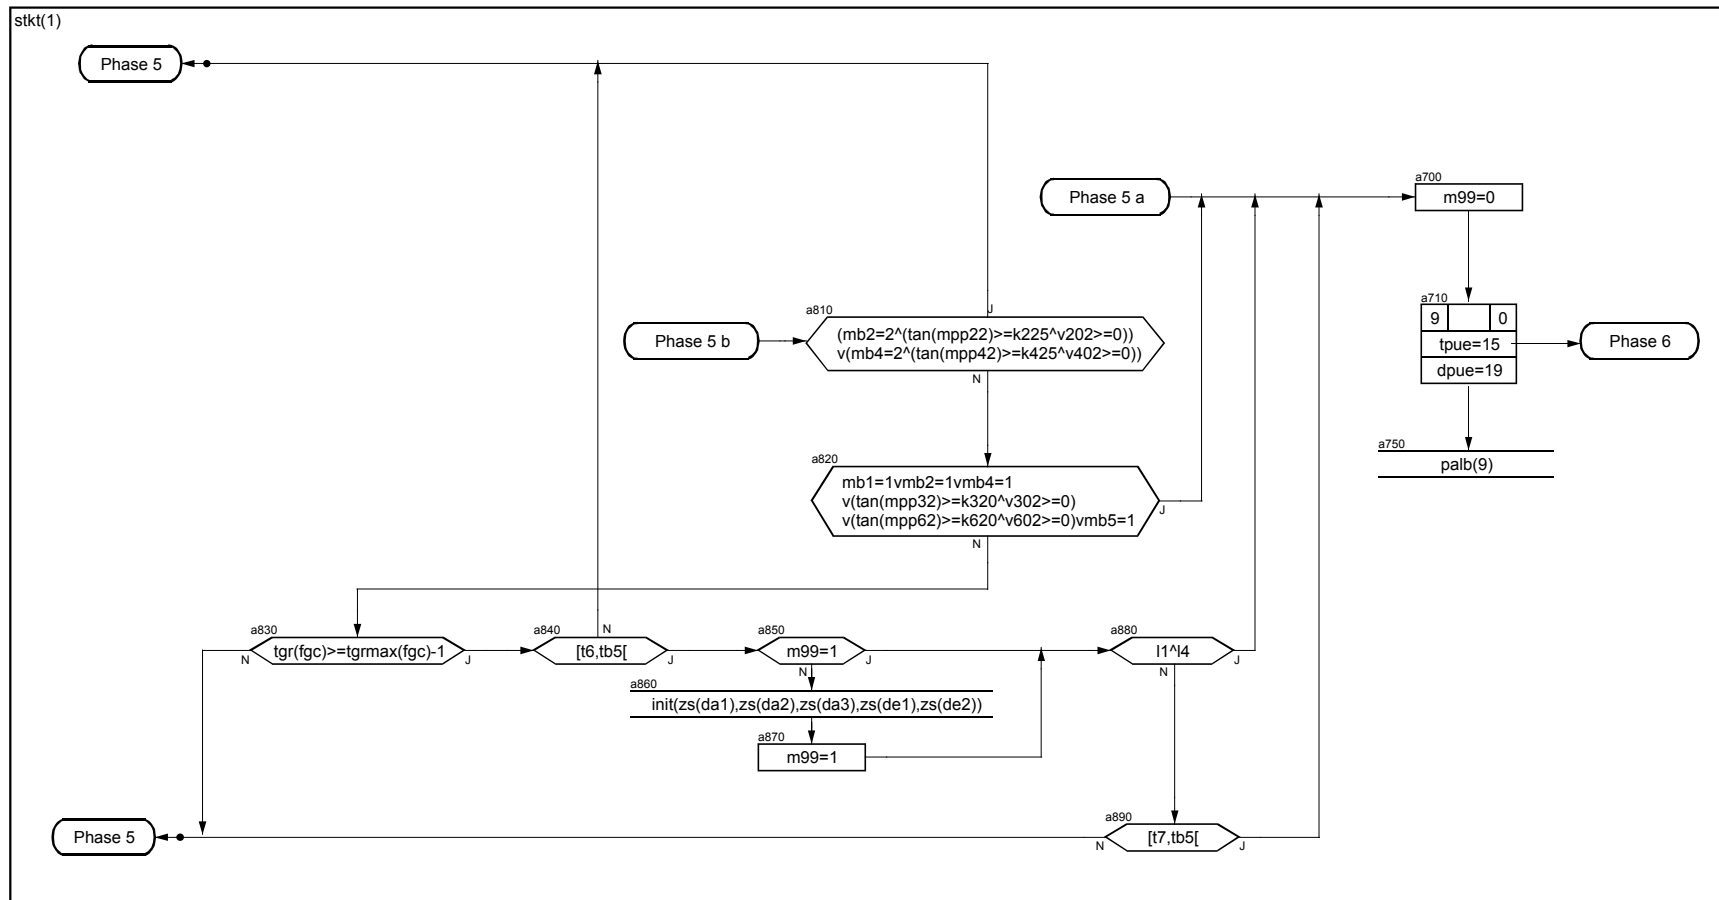 stkt(1)
Phase 5
Phase 5 a
a700
m99=0
a810
J
(mb2=2^(tan(mpp22)>=k225^v202>=0))
v(mb4=2^(tan(mpp42)>=k425^v402>=0))
N
Phase 5 b
a710
9 0
tpue=15
dpue=19
Phase 6
a750
palb(9)
a820
mb1=1vmb2=1vmb4=1
v(tan(mpp32)>=k320^v302>=0)
v(tan(mpp62)>=k620^v602>=0)vmb5=1
J
N
a830
tgr(fgc)>=tgrmax(fgc)-1
N J
a840
N
[t6,tb5[
J
a850
m99=1
J
N
a880
l1^l4
J
N
a860
init(zs(da1),zs(da2),zs(da3),zs(de1),zs(de2))
a870
m99=1
Phase 5
a890
[t7,tb5[
N J